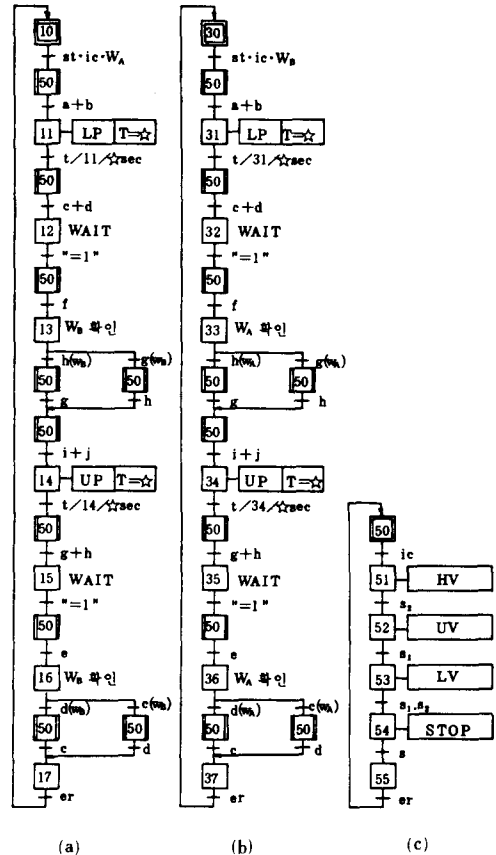 10
st·ic·W_A
50
a+b
11 LP T=☆
t/11/☆sec
50
c+d
12 WAIT
"=1"
50
f
13 W_B 확인
h(w_B) g(w_B)
50 50
g h
50
i+j
14 UP T=☆
t/14/☆sec
50
g+h
15 WAIT
"=1"
50
e
16 W_B 확인
d(w_B) c(w_B)
50 50
c d
17
er
(a)
30
st·ic·W_B
50
a+b
31 LP T=☆
t/31/☆sec
50
c+d
32 WAIT
"=1"
50
f
33 W_A 확인
h(w_A) g(w_A)
50 50
g h
50
i+j
34 UP T=☆
t/34/☆sec
50
g+h
35 WAIT
"=1"
50
e
36 W_A 확인
d(w_A) c(w_A)
50 50
c d
37
er
(b)
50
ic
51 HV
s₂
52 UV
s₁
53 LV
s₁.s₂
54 STOP
s
55
er
(c)